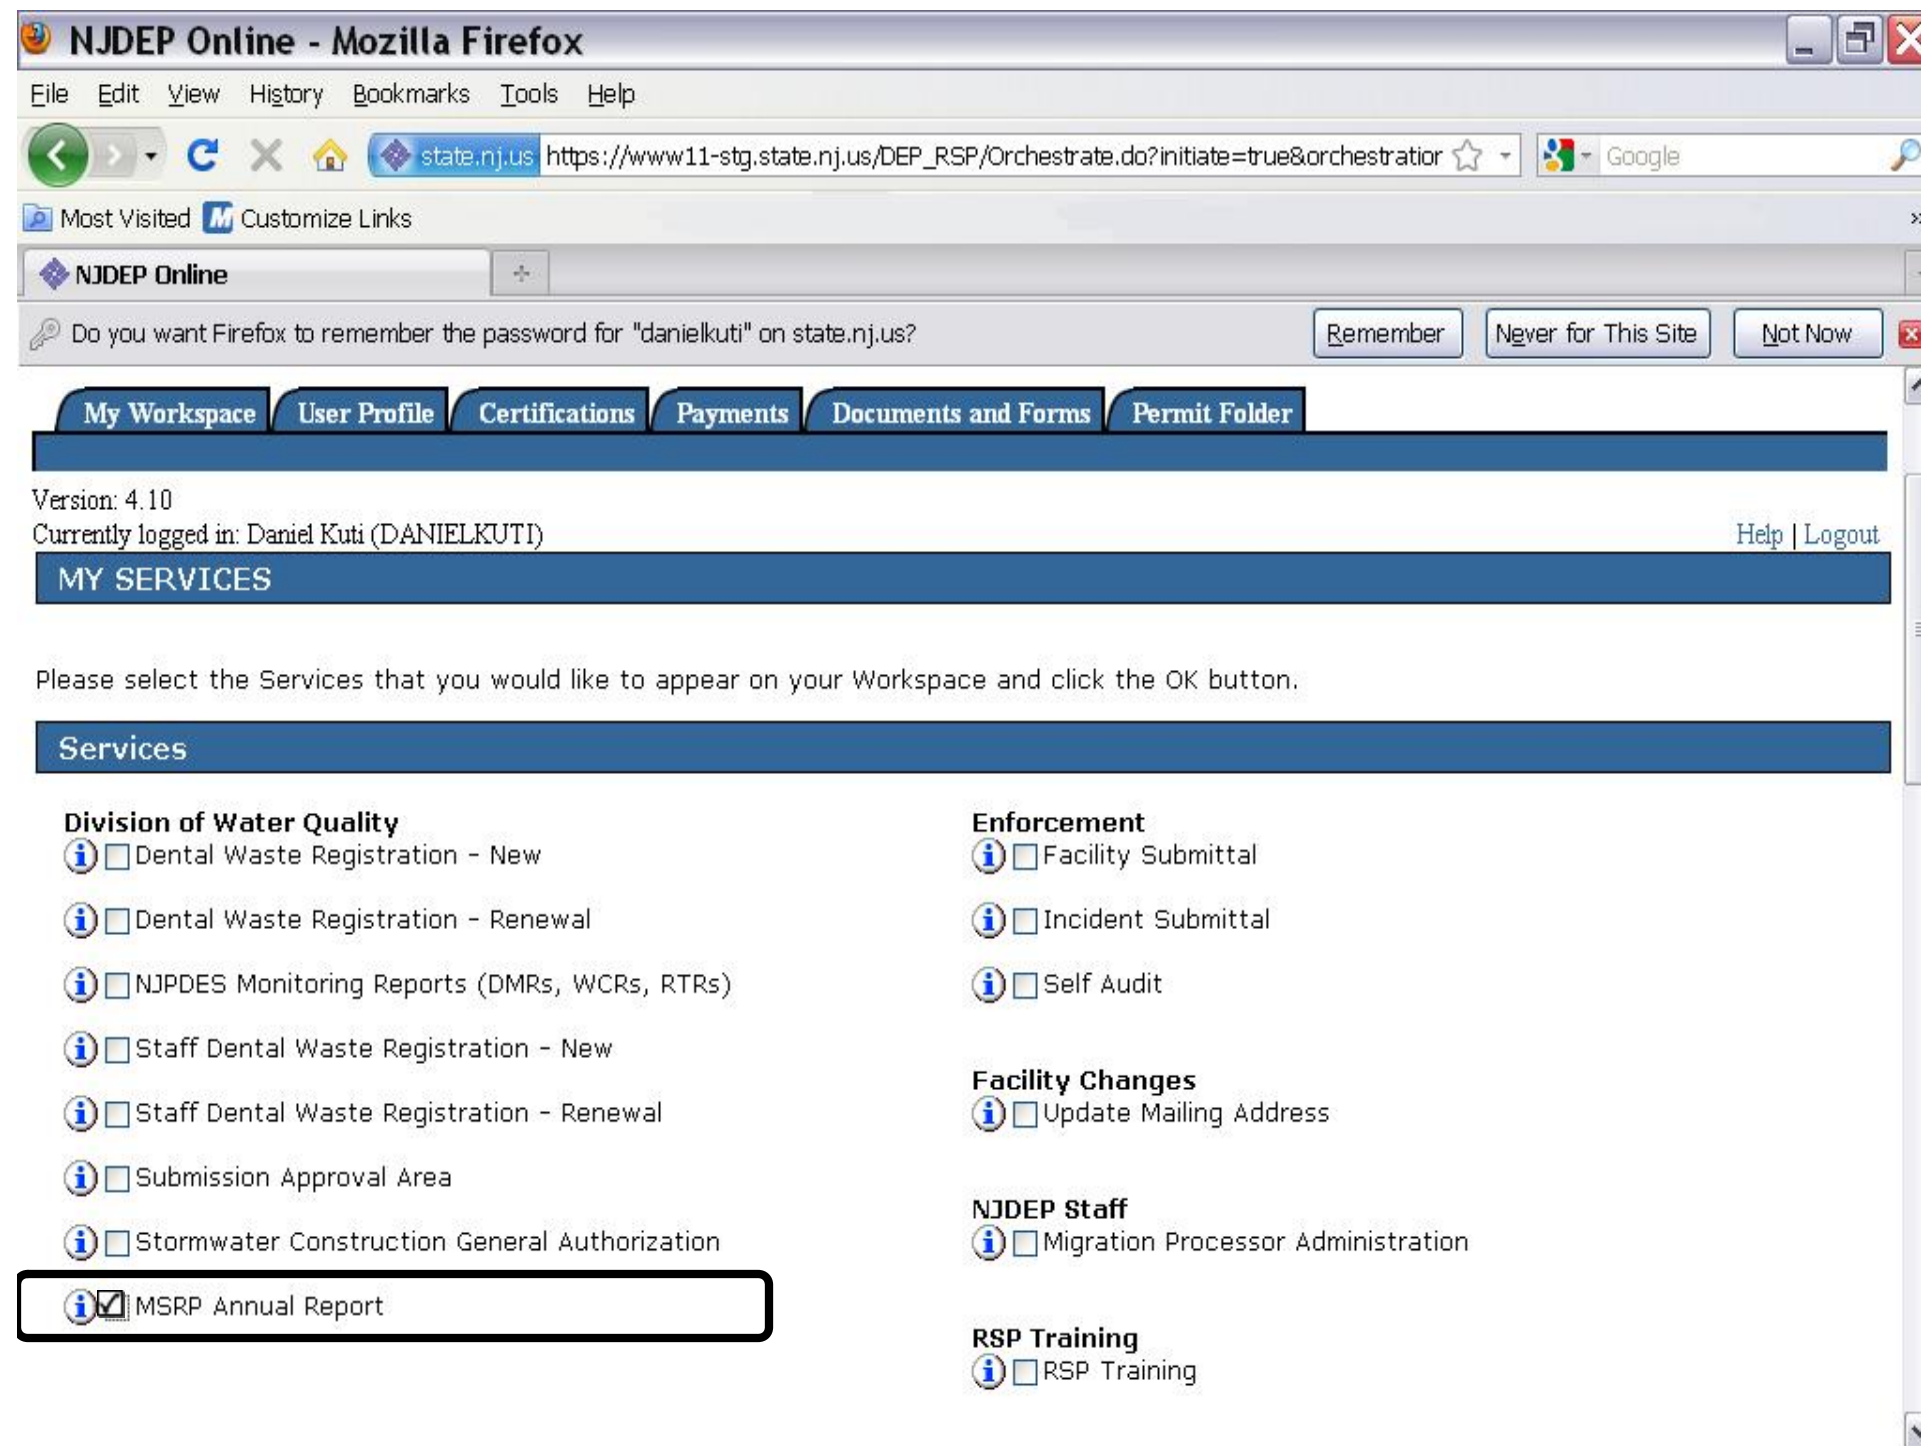 NJDEP Online - Mozilla Firefox
File Edit View History Bookmarks Tools Help
state.nj.us https://www11-stg.state.nj.us/DEP_RSP/Orchestrate.do?initiate=true&orchestration Google
Most Visited Customize Links
NJDEP Online
Do you want Firefox to remember the password for "danielkuti" on state.nj.us? Remember Never for This Site Not Now
My Workspace User Profile Certifications Payments Documents and Forms Permit Folder
Version: 4.10
Currently logged in: Daniel Kuti (DANIELKUTI) Help | Logout
MY SERVICES
Please select the Services that you would like to appear on your Workspace and click the OK button.
Services
Division of Water Quality
Dental Waste Registration - New
Dental Waste Registration - Renewal
NJPDES Monitoring Reports (DMRs, WCRs, RTRs)
Staff Dental Waste Registration - New
Staff Dental Waste Registration - Renewal
Submission Approval Area
Stormwater Construction General Authorization
MSRP Annual Report
Enforcement
Facility Submittal
Incident Submittal
Self Audit
Facility Changes
Update Mailing Address
NJDEP Staff
Migration Processor Administration
RSP Training
RSP Training